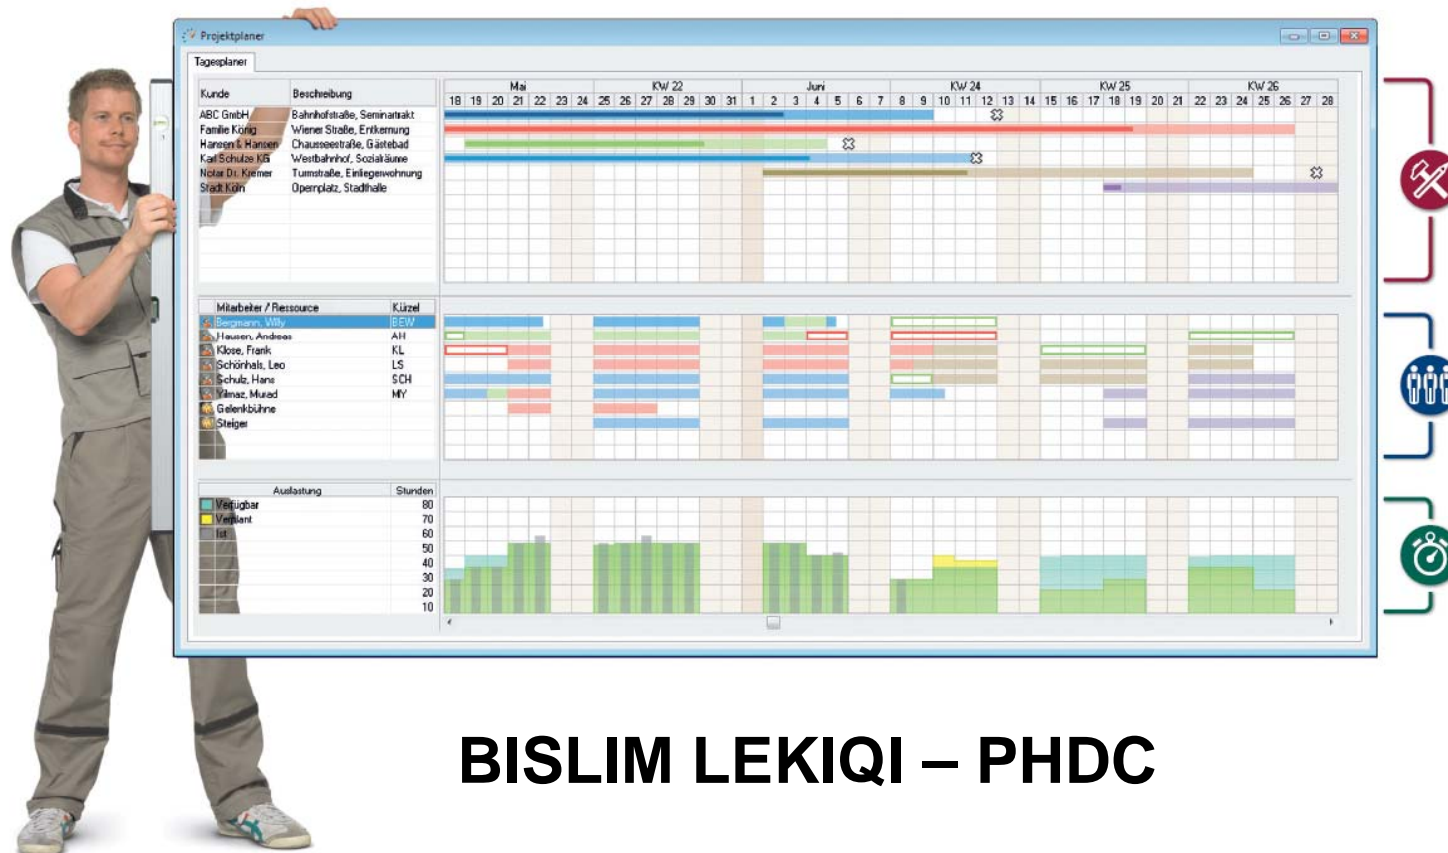 Projektplaner
Tagesplaner
Kunde Beschreibung
Mai KW 22 Juni KW 24 KW 25 KW 26
18 19 20 21 22 23 24 25 26 27 28 29 30 31 1 2 3 4 5 6 7 8 9 10 11 12 13 14 15 16 17 18 19 20 21 22 23 24 25 26 27 28
ABC GmbH Bahnhofstraße, Seminartrakt
Familie König Wiener Straße, Entkernung
Hansen & Hansen Chausseestraße, Gästebad
Karl Schulze KG Westbahnhof, Sozialräume
Notar Dr. Kremer Turmstraße, Einliegerwohnung
Stadt Köln Opernplatz, Stadthalle
Mitarbeiter / Ressource Kürzel
Bergmann, Willy BEW
Hausen, Andreas AH
Klose, Frank KL
Schönhals, Leo LS
Schulz, Hans SCH
Yilmaz, Murad MY
Gelenkbühne
Steiger
Auslastung Stunden
Verfügbar 80
Verplant 70
Ist 60
50
40
30
20
10
BISLIM LEKIQI – PHDC